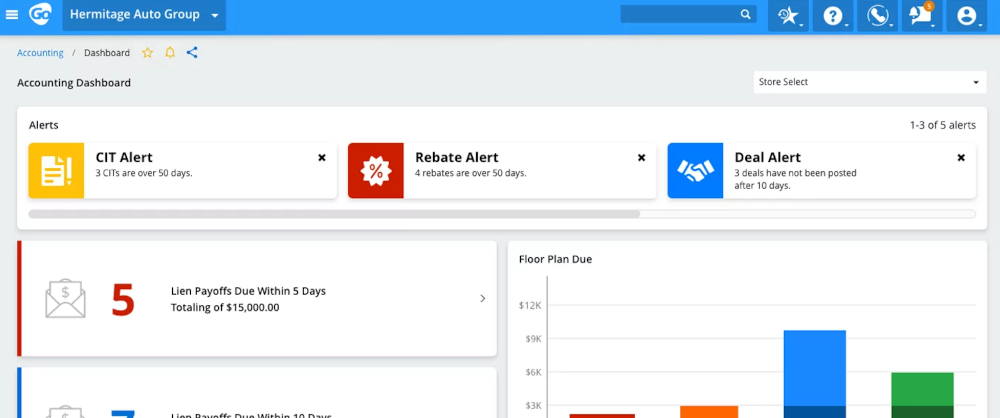 Go
Hermitage Auto Group
5
Accounting / Dashboard
Accounting Dashboard
Store Select
Alerts
1-3 of 5 alerts
CIT Alert
3 CITs are over 50 days.
Rebate Alert
4 rebates are over 50 days.
Deal Alert
3 deals have not been posted
after 10 days.
5
Lien Payoffs Due Within 5 Days
Totaling of $15,000.00
Floor Plan Due
$12K
$9K
$6K
$3K
7
Lien Payoffs Due Within 10 Days